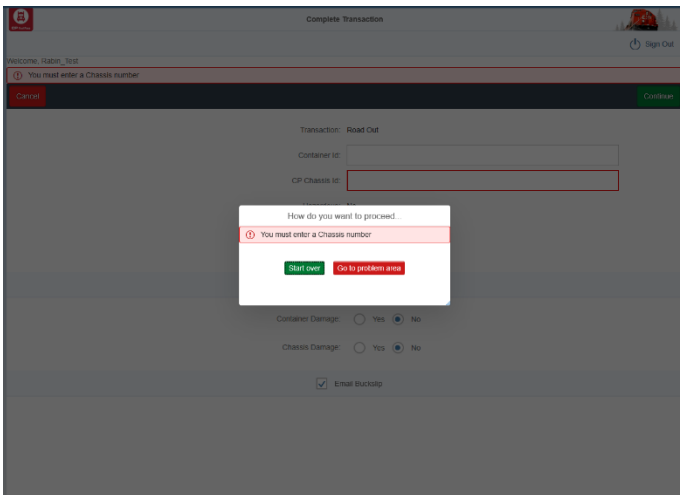 Complete Transaction
Sign Out
Welcome, Rabin_Test
You must enter a Chassis number
Cancel
Continue
Transaction: Road Out
Container Id:
CP Chassis Id:
How do you want to proceed...
You must enter a Chassis number
Start over
Go to problem area
Container Damage: Yes No
Chassis Damage: Yes No
Email Buckslip